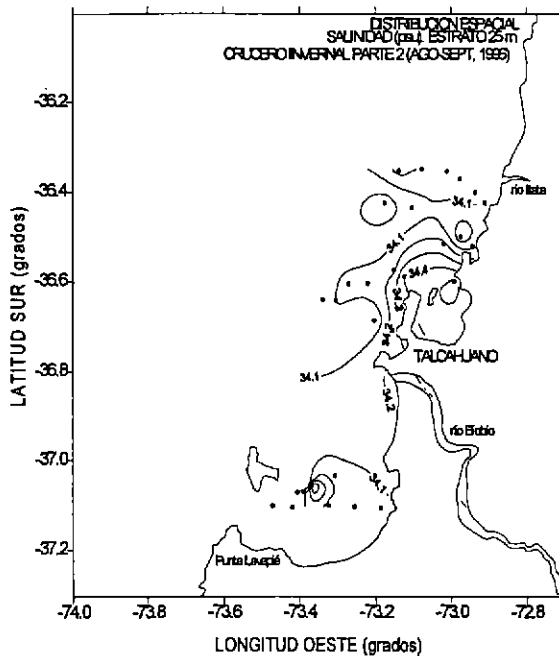 DISTRIBUCION ESPACIAL
SALINIDAD (psu). ESTRATO 25 m
CRUCERO INVERNAL PARTE 2 (AGO-SEPT, 1995)
-36.2
-36.4
-36.6
-36.8
-37.0
-37.2
LATITUD SUR (grados)
río Itata
34.1
34.1
34.4
34.3
34.2
34.1
TALCAHUANO
34.2
río Biobío
34.1
Punta Lavapié
-74.0
-73.8
-73.6
-73.4
-73.2
-73.0
-72.8
LONGITUD OESTE (grados)